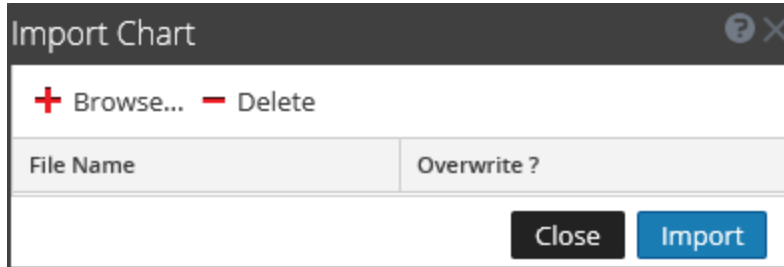 Import Chart
Browse... Delete
File Name Overwrite ?
Close Import